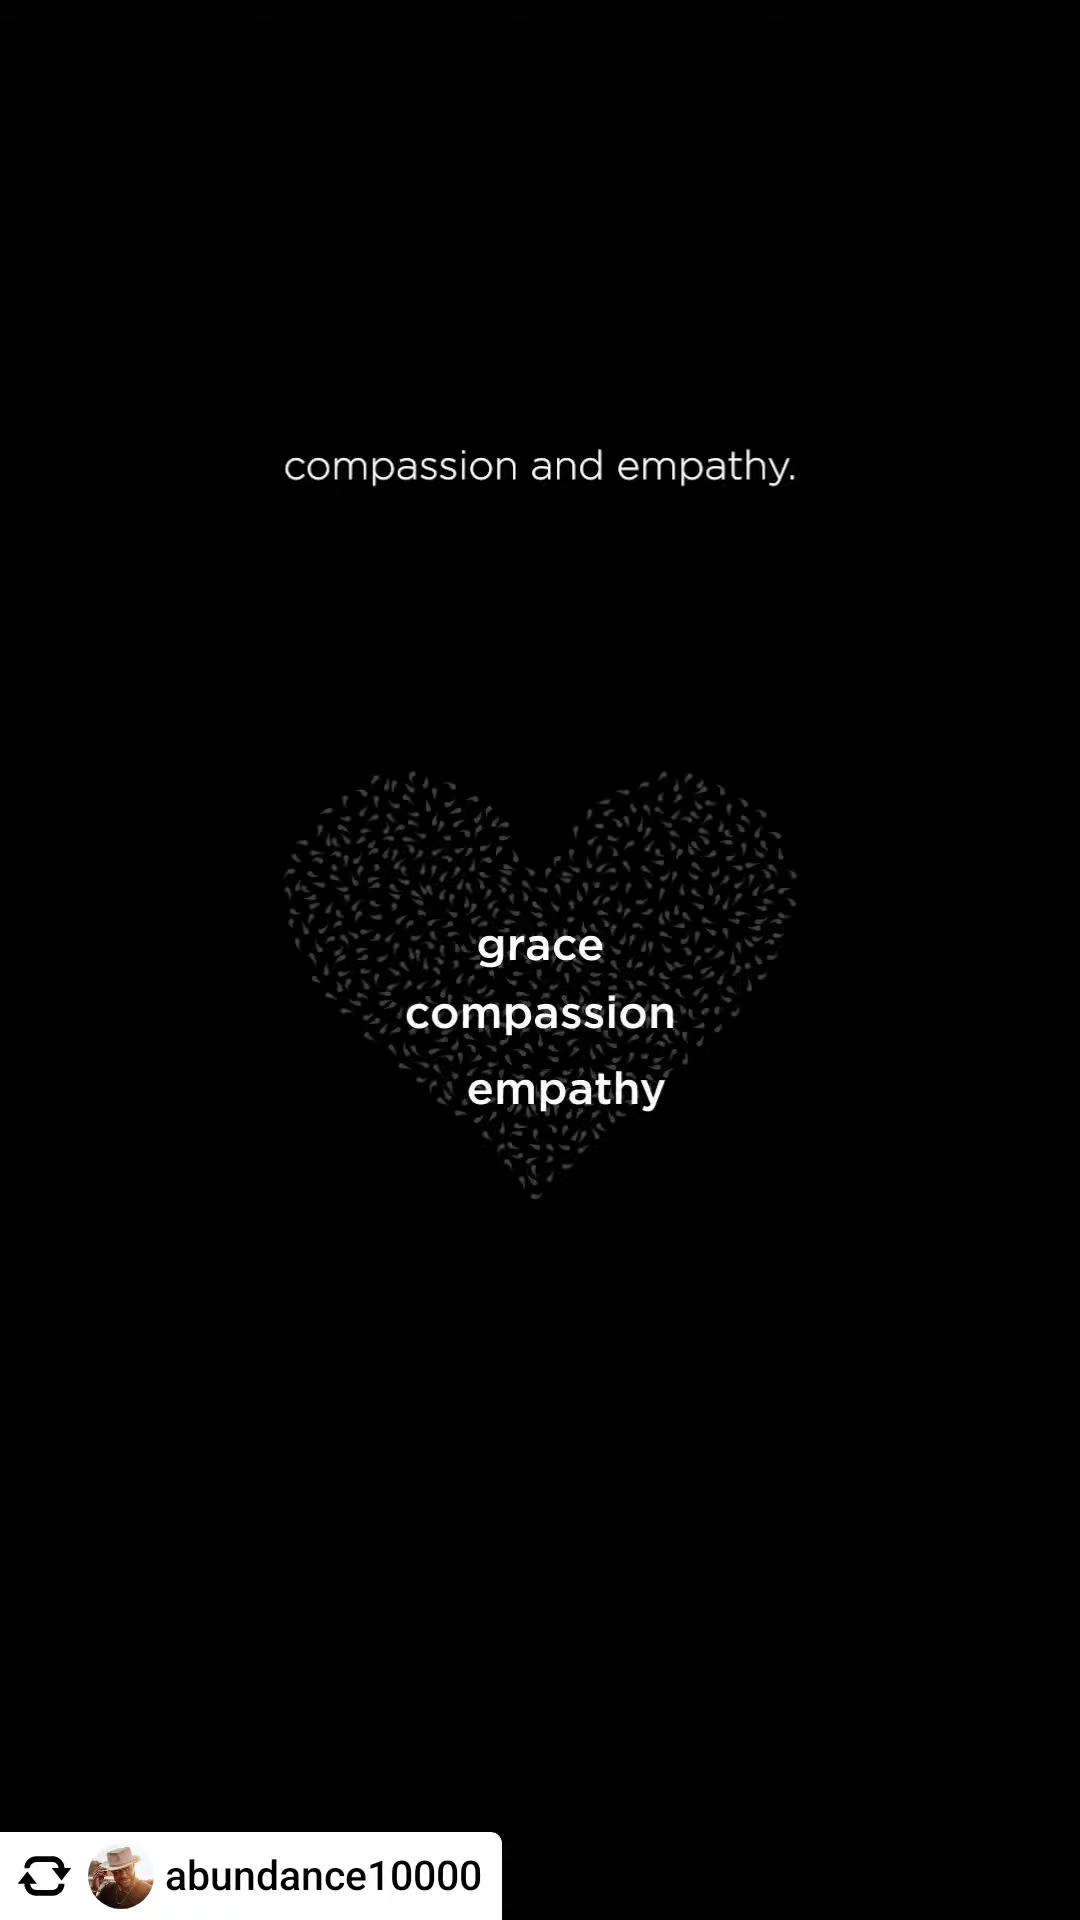 compassion and empathy.
grace
compassion
empathy
abundance10000